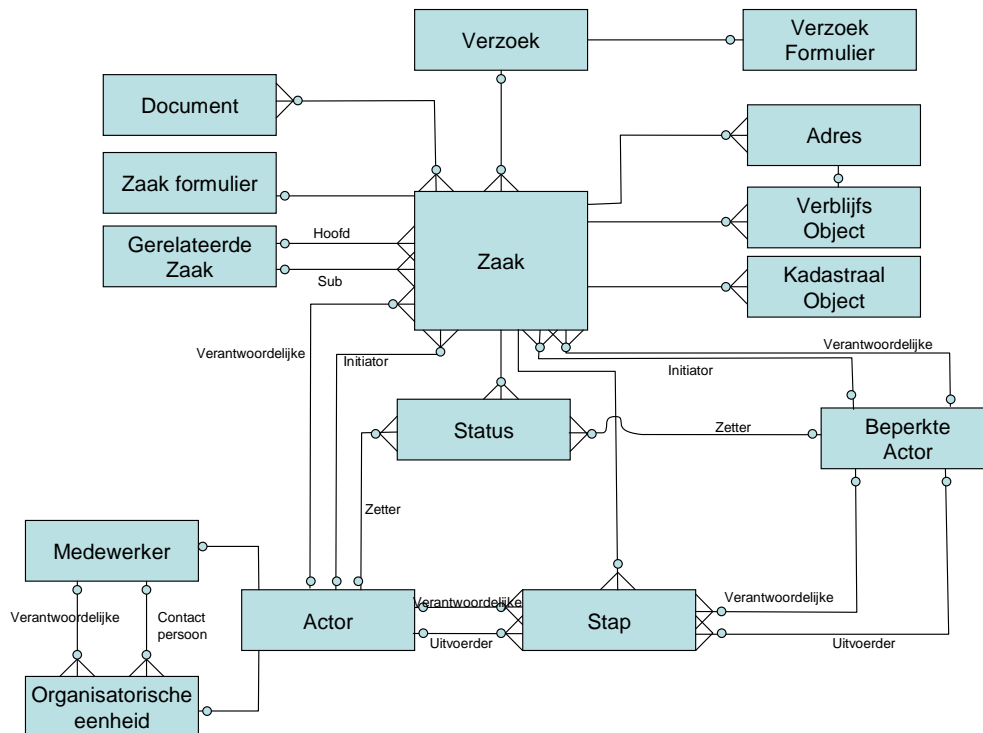 Verzoek
Verzoek
Formulier
Document
Adres
Zaak formulier
Verblijfs
Object
Gerelateerde
Zaak
Hoofd
Sub
Zaak
Kadastraal
Object
Verantwoordelijke
Initiator
Verantwoordelijke
Initiator
Status
Zetter
Beperkte
Actor
Zetter
Medewerker
Verantwoordelijke
Contact
persoon
Actor
Verantwoordelijke
Uitvoerder
Stap
Verantwoordelijke
Uitvoerder
Organisatorische
eenheid